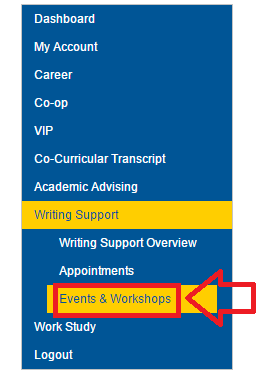 Dashboard
My Account
Career
Co-op
VIP
Co-Curricular Transcript
Academic Advising
Writing Support
Writing Support Overview
Appointments
Events & Workshops
Work Study
Logout